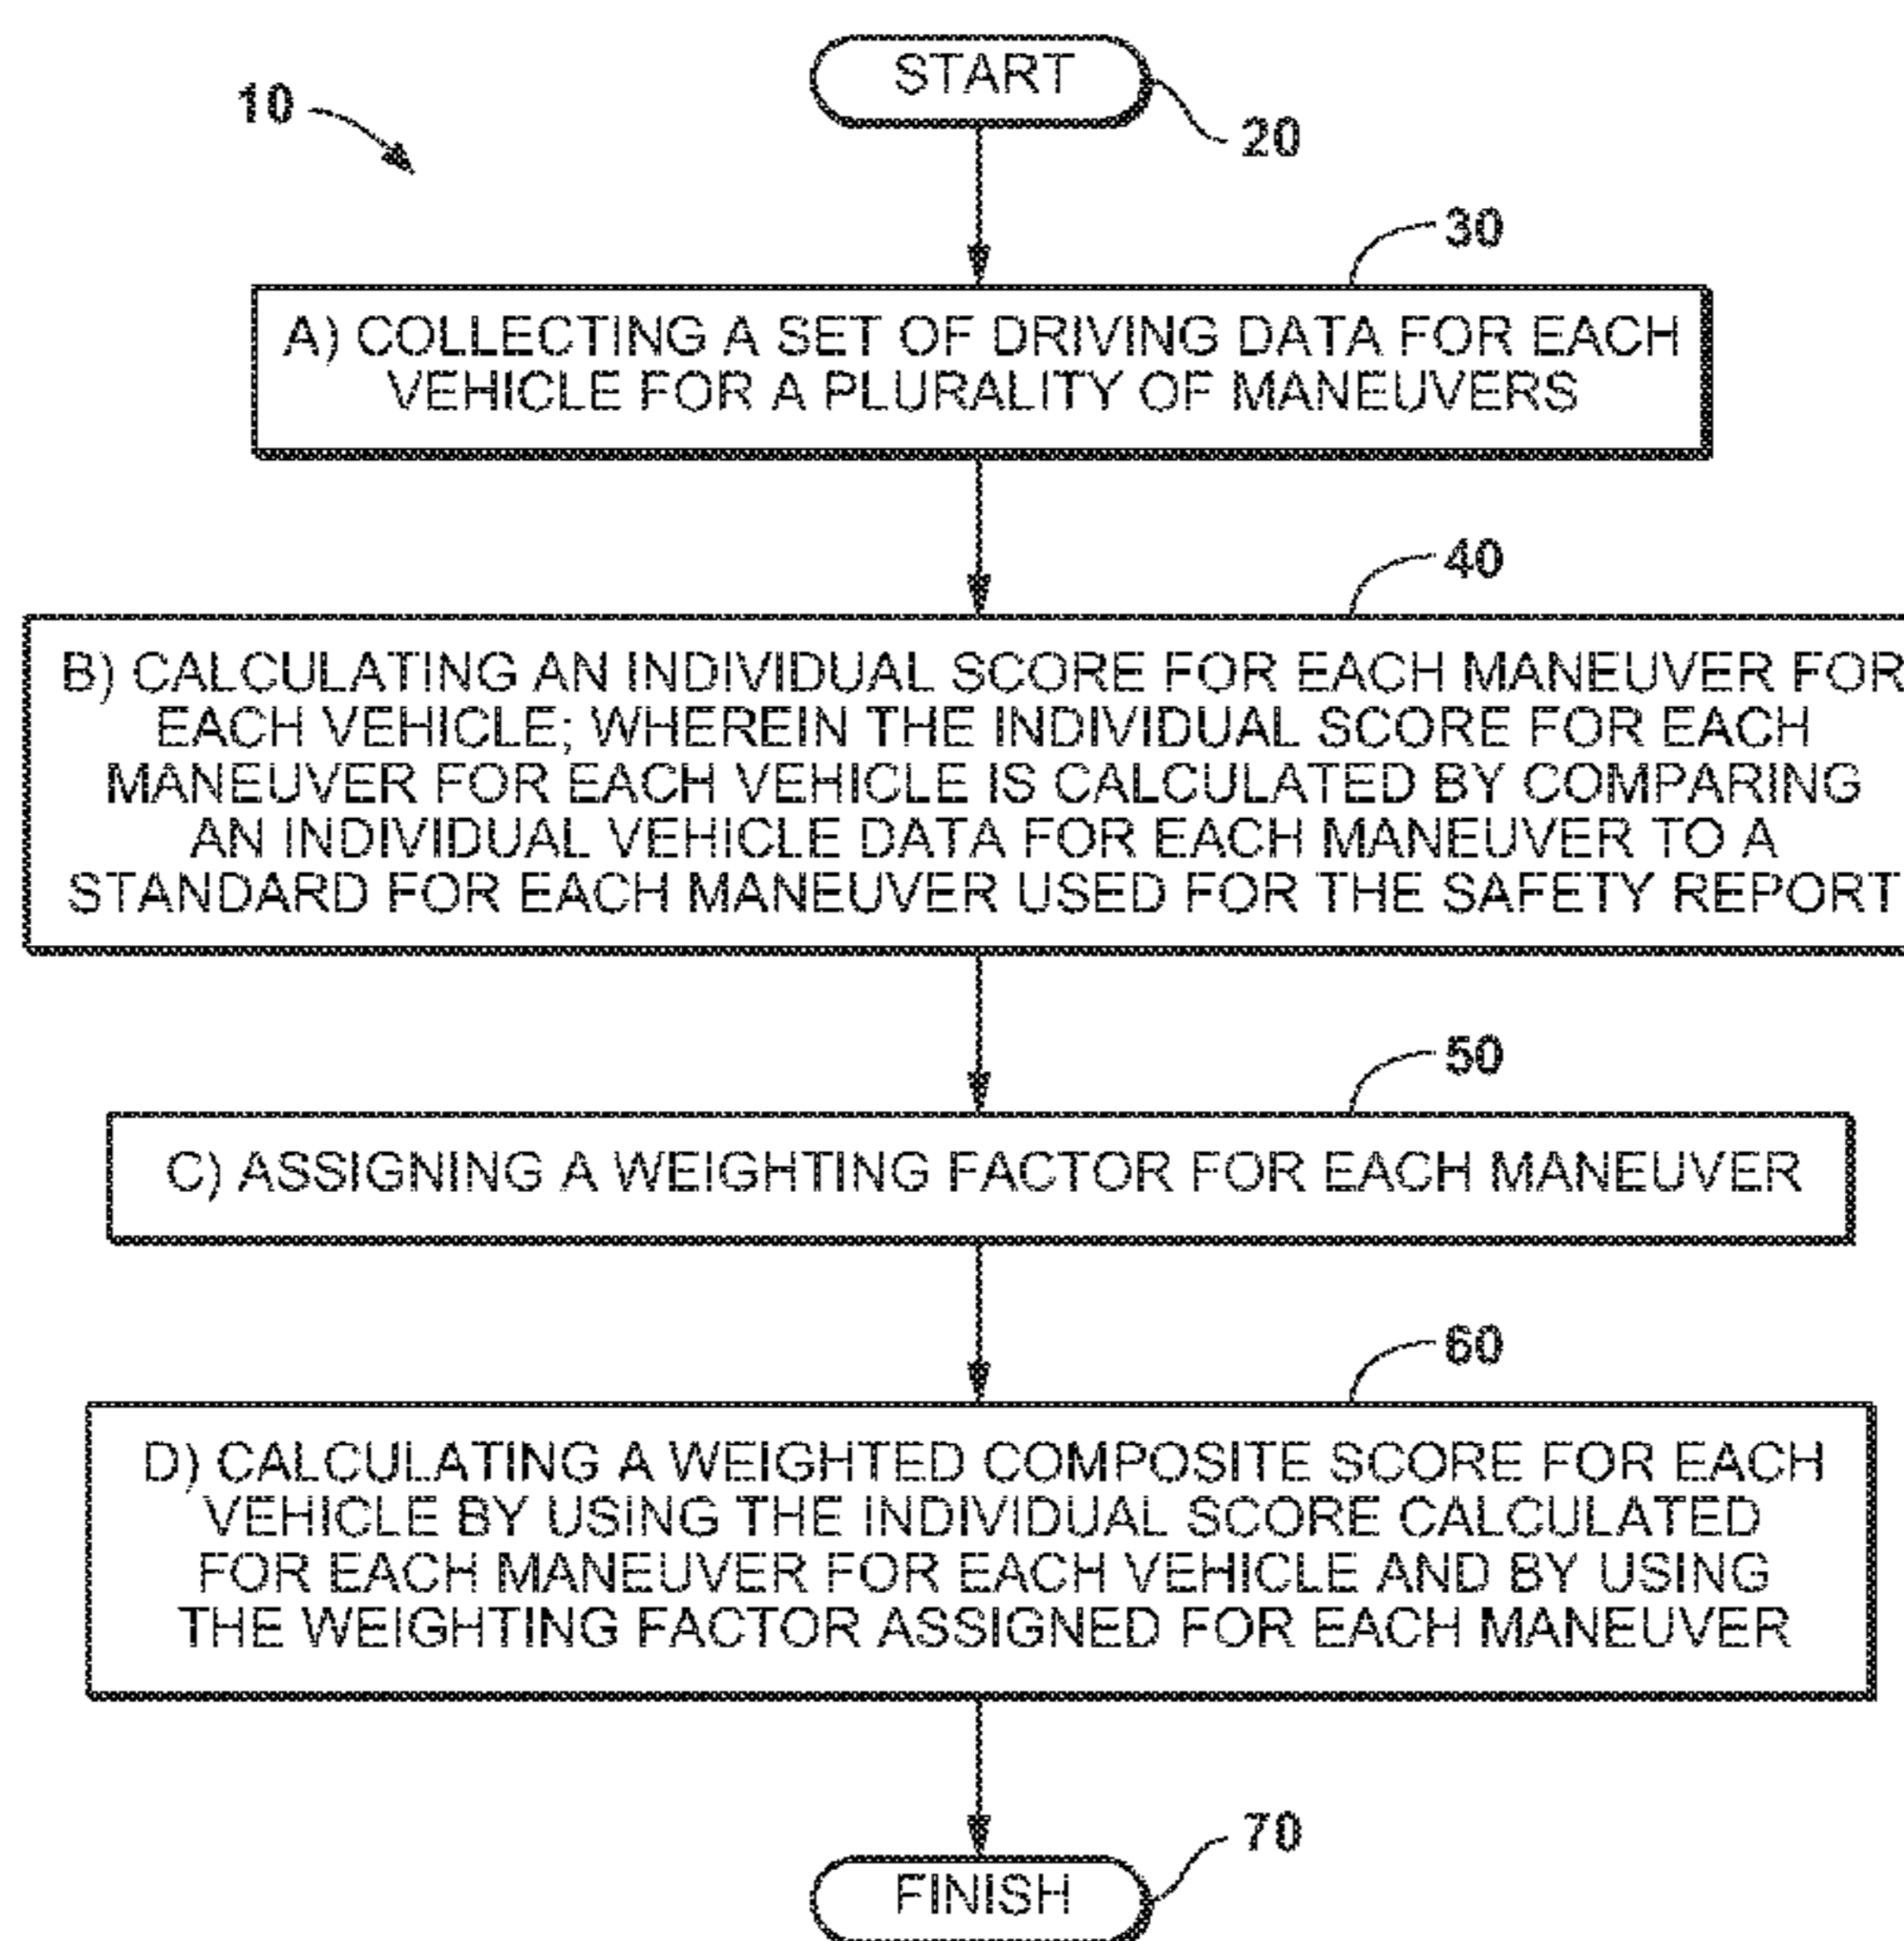 START
10
20
30
A) COLLECTING A SET OF DRIVING DATA FOR EACH
VEHICLE FOR A PLURALITY OF MANEUVERS
40
B) CALCULATING AN INDIVIDUAL SCORE FOR EACH MANEUVER FOR
EACH VEHICLE; WHEREIN THE INDIVIDUAL SCORE FOR EACH
MANEUVER FOR EACH VEHICLE IS CALCULATED BY COMPARING
AN INDIVIDUAL VEHICLE DATA FOR EACH MANEUVER TO A
STANDARD FOR EACH MANEUVER USED FOR THE SAFETY REPORT
50
C) ASSIGNING A WEIGHTING FACTOR FOR EACH MANEUVER
60
D) CALCULATING A WEIGHTED COMPOSITE SCORE FOR EACH
VEHICLE BY USING THE INDIVIDUAL SCORE CALCULATED
FOR EACH MANEUVER FOR EACH VEHICLE AND BY USING
THE WEIGHTING FACTOR ASSIGNED FOR EACH MANEUVER
70
FINISH